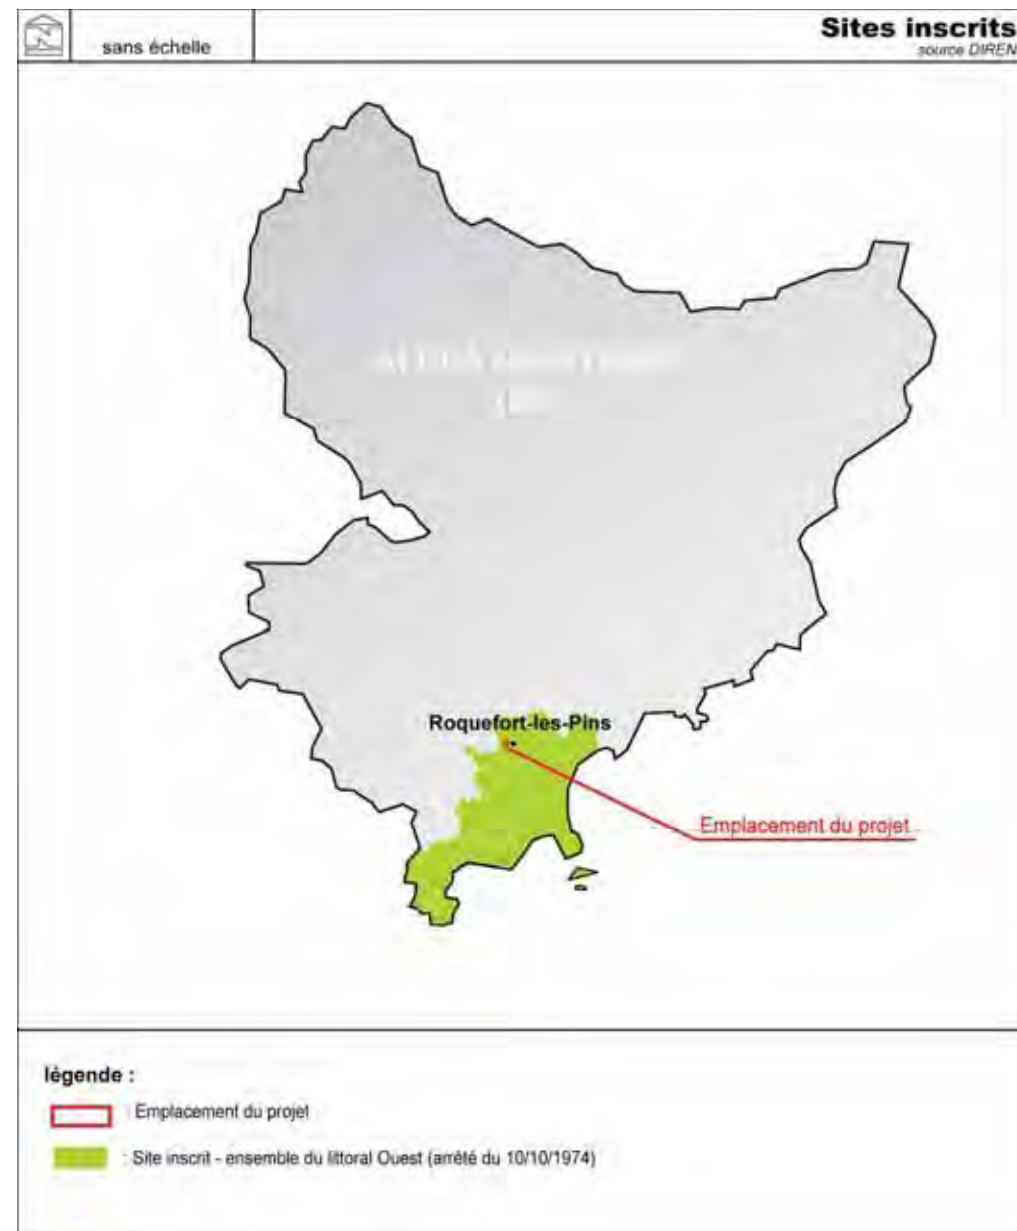 sans échelle
Sites inscrits
source DIREN
Roquefort-les-Pins
Emplacement du projet
légende :
Emplacement du projet
: Site inscrit - ensemble du littoral Ouest (arrêté du 10/10/1974)